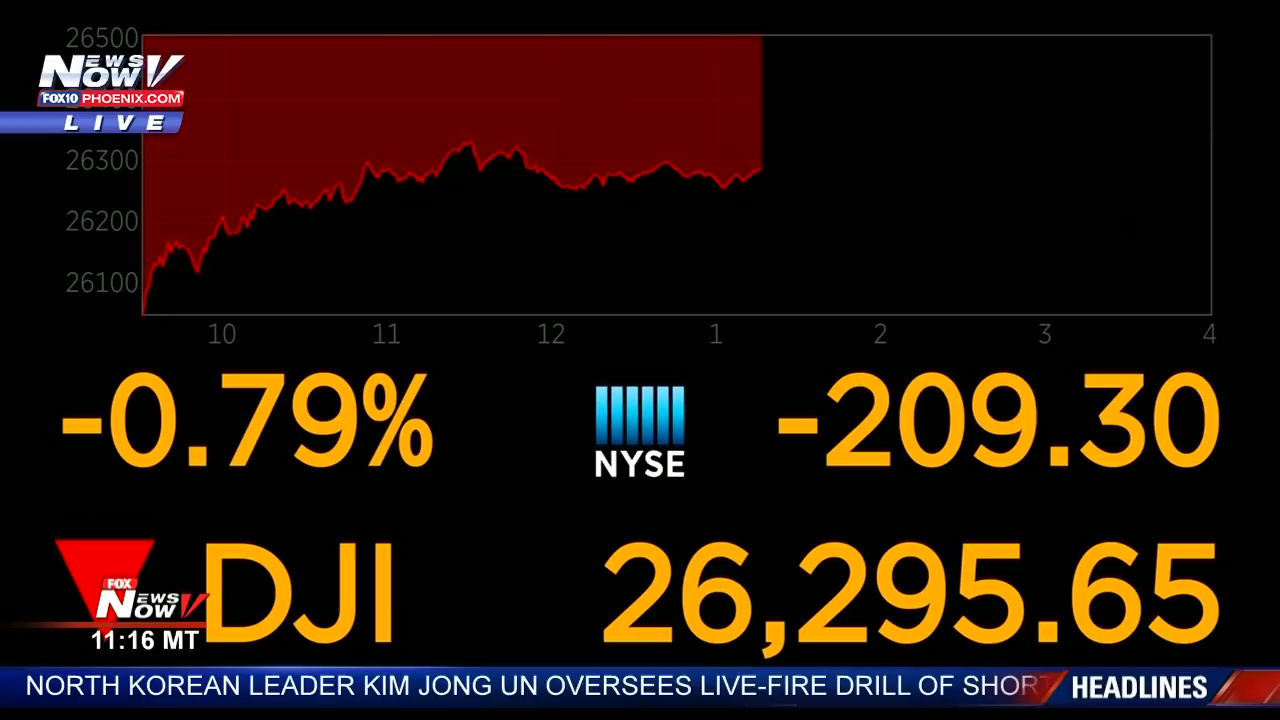 26500
NEWS
NOW
FOX10 PHOENIX.COM
LIVE
26300
26200
26100
10 11 12 1 2 3 4
-0.79%
NYSE
-209.30
DJI
26,295.65
FOX
NEWS
NOW
11:16 MT
NORTH KOREAN LEADER KIM JONG UN OVERSEES LIVE-FIRE DRILL OF SHOR
HEADLINES